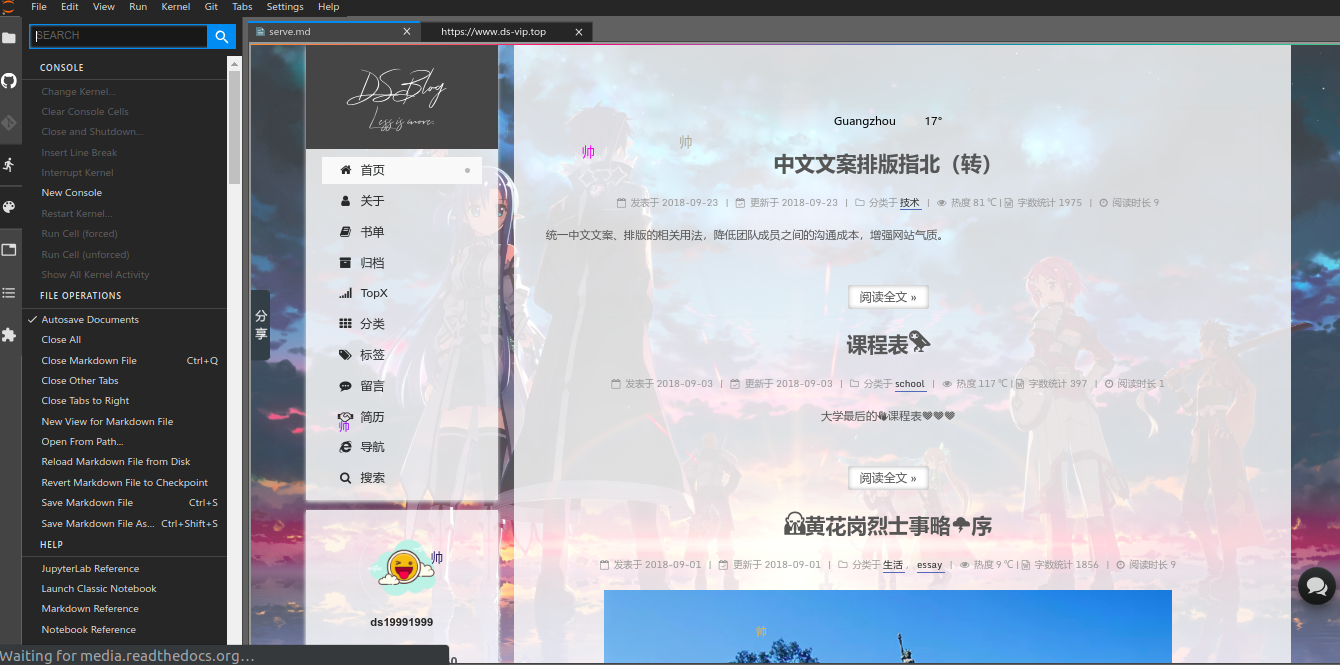 File Edit View Run Kernel Git Tabs Settings Help
SEARCH
serve.md
https://www.ds-vip.top
CONSOLE
Change Kernel...
Clear Console Cells
Close and Shutdown...
Insert Line Break
Interrupt Kernel
New Console
Restart Kernel...
Run Cell (forced)
Run Cell (unforced)
Show All Kernel Activity
FILE OPERATIONS
Autosave Documents
Close All
Close Markdown File Ctrl+Q
Close Other Tabs
Close Tabs to Right
New View for Markdown File
Open From Path...
Reload Markdown File from Disk
Revert Markdown File to Checkpoint
Save Markdown File Ctrl+S
Save Markdown File As... Ctrl+Shift+S
HELP
JupyterLab Reference
Launch Classic Notebook
Markdown Reference
Notebook Reference
Waiting for media.readthedocs.org...
分享
DS Blog
Less is more.
首页
关于
书单
归档
TopX
分类
标签
留言
简历
帅
导航
搜索
帅
ds19991999
Guangzhou 17°
帅
帅
中文文案排版指北（转）
发表于 2018-09-23 | 更新于 2018-09-23 | 分类于 技术 | 热度 81 ℃ | 字数统计 1975 | 阅读时长 9
统一中文文案、排版的相关用法，降低团队成员之间的沟通成本，增强网站气质。
阅读全文 »
课程表
发表于 2018-09-03 | 更新于 2018-09-03 | 分类于 school | 热度 117 ℃ | 字数统计 397 | 阅读时长 1
大学最后的课程表
阅读全文 »
黄花岗烈士事略序
发表于 2018-09-01 | 更新于 2018-09-01 | 分类于 生活 , essay | 热度 9 ℃ | 字数统计 1856 | 阅读时长 9
帅